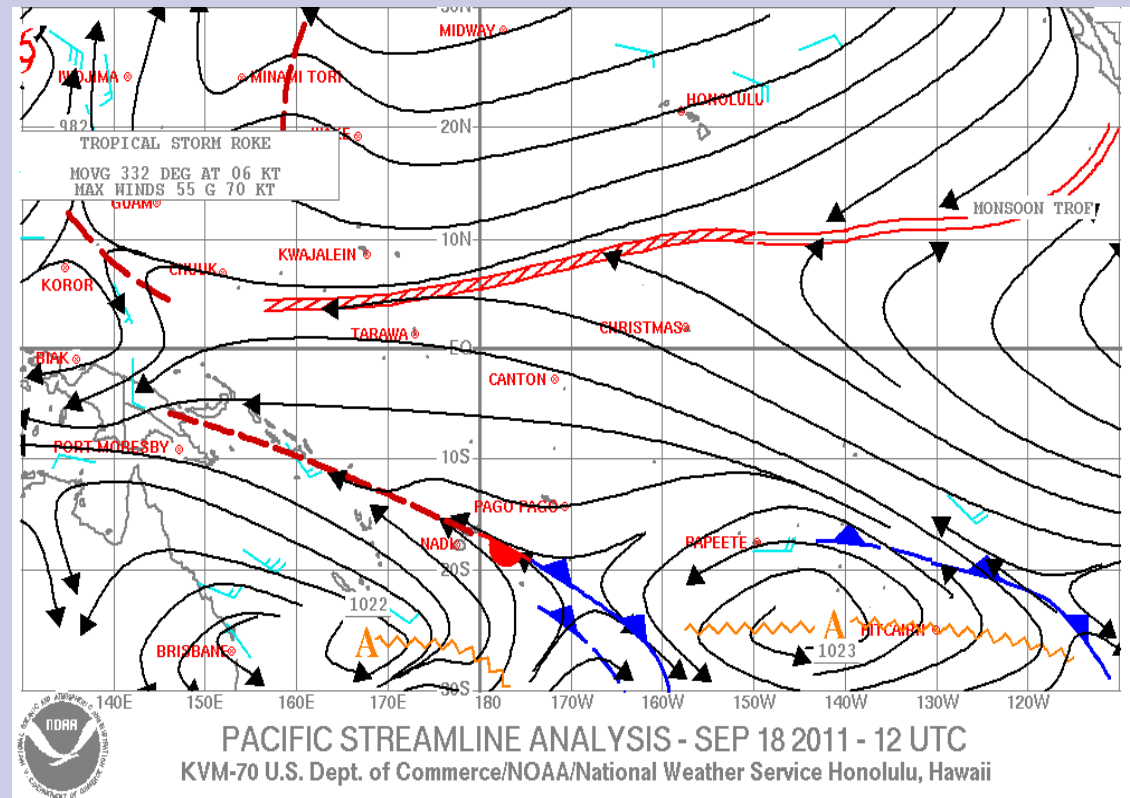 30N
MIDWAY
IWOJIMA
MINAMI TORI
HONOLULU
982
20N
WAKE
TROPICAL STORM ROKE
MOVG 332 DEG AT 06 KT
MAX WINDS 55 G 70 KT
GUAM
MONSOON TROF
10N
KWAJALEIN
CHUUK
KOROR
TARAWA
CHRISTMAS
EQ
BIAK
CANTON
PORT MORESBY
10S
PAGO PAGO
NADI
PAPEETE
20S
1022
A
A
PITCAIRN
BRISBANE
1023
30S
140E 150E 160E 170E 180 170W 160W 150W 140W 130W 120W
NOAA
PACIFIC STREAMLINE ANALYSIS - SEP 18 2011 - 12 UTC
KVM-70 U.S. Dept. of Commerce/NOAA/National Weather Service Honolulu, Hawaii